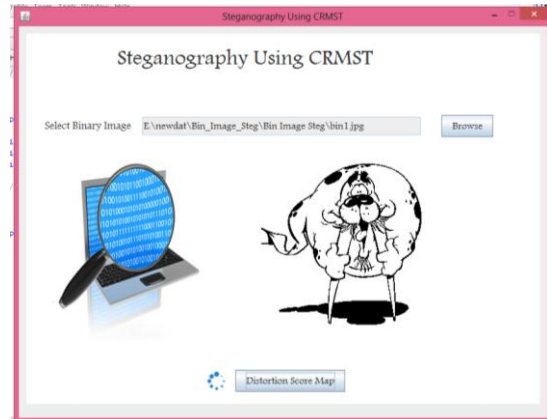 Steganography Using CRMST
Steganography Using CRMST
Select Binary Image E:\newdat\Bin_Image_Steg\Bin Image Steg\bin1.jpg Browse
Distortion Score Map